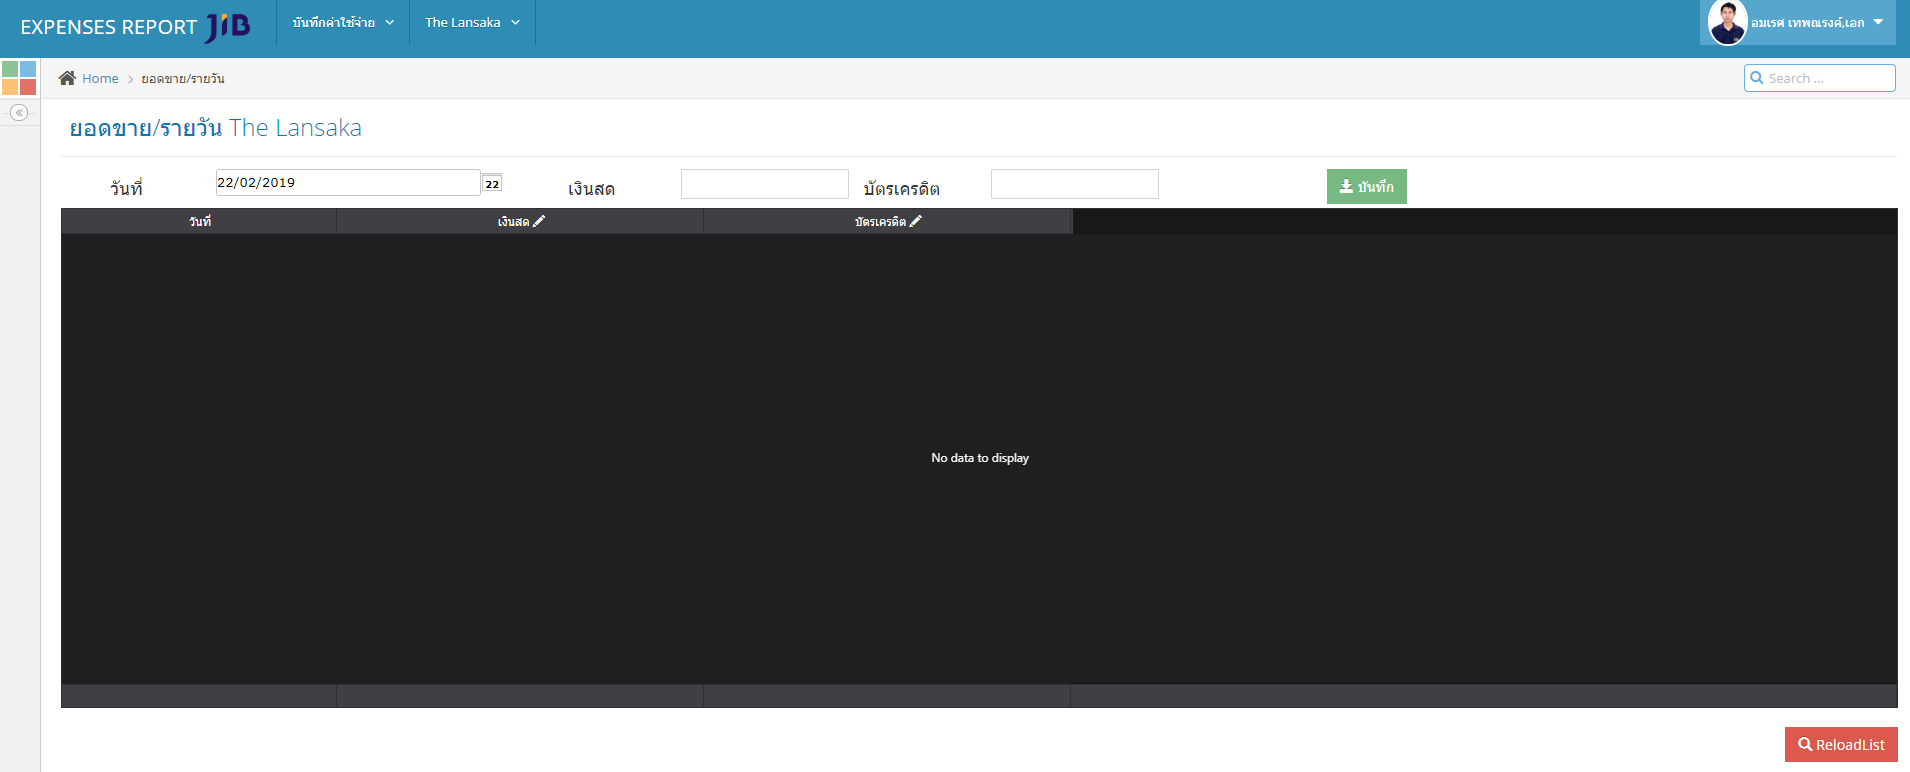 EXPENSES REPORT JIB บันทึกค่าใช้จ่าย The Lansaka อมเรศ เทพณรงค์,เอก
Home ยอดขาย/รายวัน Search ...
ยอดขาย/รายวัน The Lansaka
วันที่ 22/02/2019 22 เงินสด บัตรเครดิต บันทึก
วันที่ เงินสด บัตรเครดิต
No data to display
ReloadList